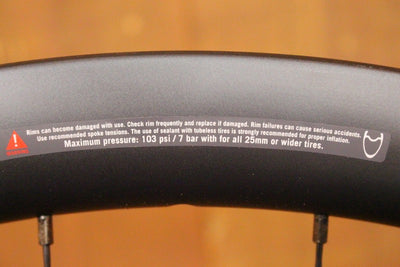 Rims can become damaged with use. Check rim frequently and replace if damaged. Rim failures can cause serious accidents.
Use recommended spoke tensions. The use of sealant with tubeless tires is strongly recommended for proper inflation.
Maximum pressure: 103 psi / 7 bar with for all 25mm or wider tires.